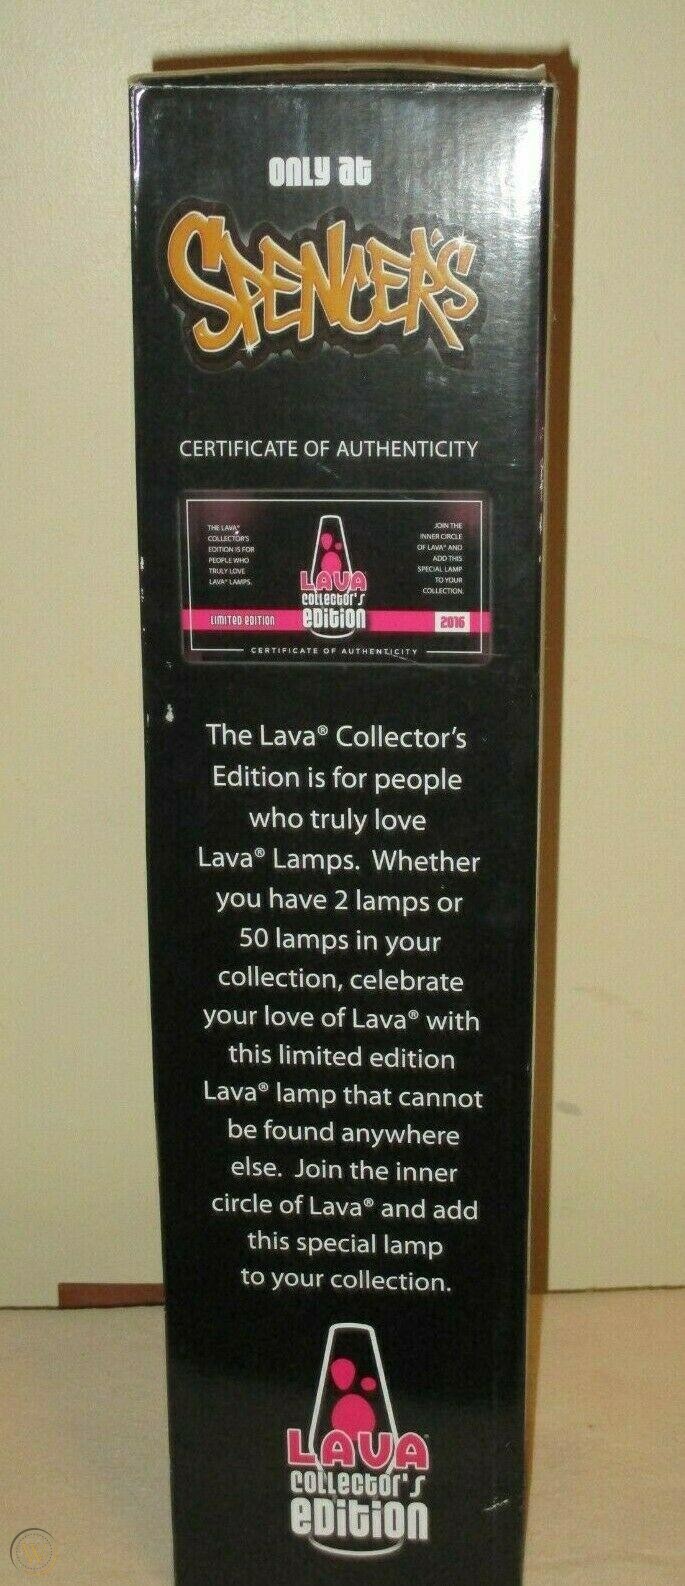 ONLY at
SPENCER'S
CERTIFICATE OF AUTHENTICITY
THE LAVA®
COLLECTOR'S
EDITION IS FOR
PEOPLE WHO
TRULY LOVE
LAVA® LAMPS.
JOIN THE
INNER CIRCLE
OF LAVA® AND
ADD THIS
SPECIAL LAMP
TO YOUR
COLLECTION.
LAVA
COLLECTOR'S
EDITION
LIMITED EDITION
2016
CERTIFICATE OF AUTHENTICITY
The Lava® Collector's
Edition is for people
who truly love
Lava® Lamps. Whether
you have 2 lamps or
50 lamps in your
collection, celebrate
your love of Lava® with
this limited edition
Lava® lamp that cannot
be found anywhere
else. Join the inner
circle of Lava® and add
this special lamp
to your collection.
LAVA
COLLECTOR'S
EDITION